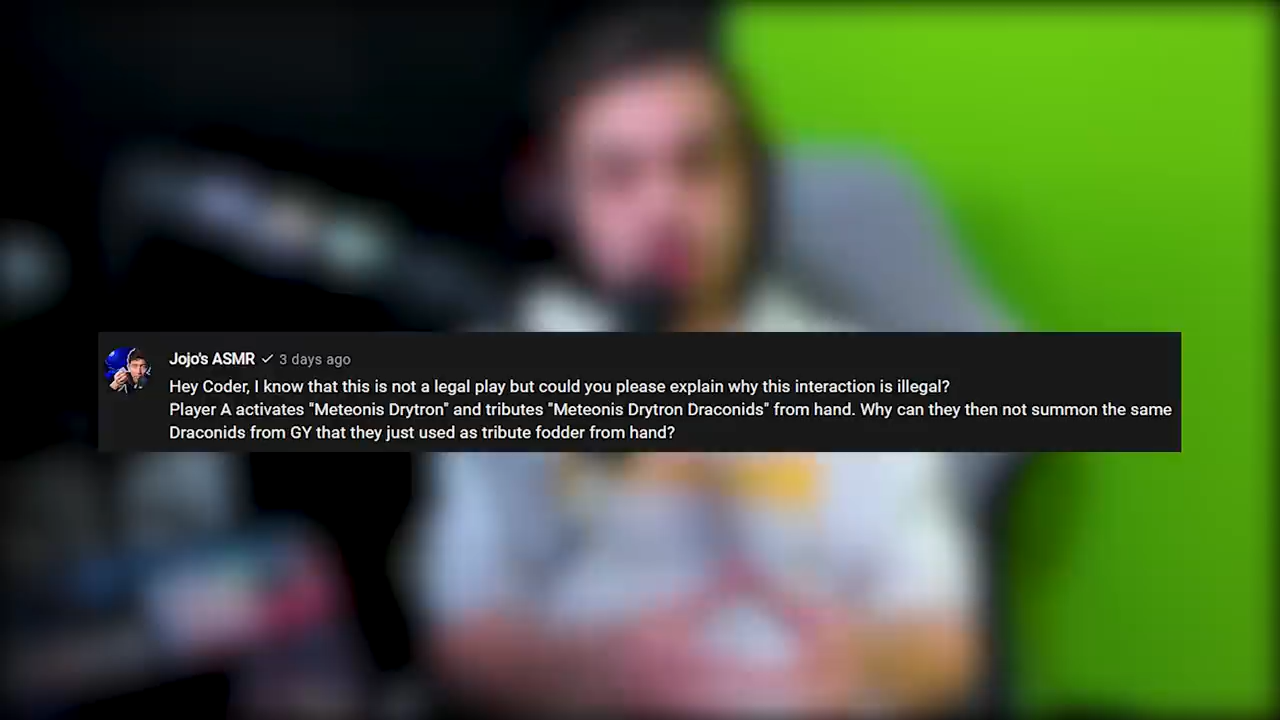 Jojo's ASMR ✓ 3 days ago
Hey Coder, I know that this is not a legal play but could you please explain why this interaction is illegal?
Player A activates "Meteonis Drytron" and tributes "Meteonis Drytron Draconids" from hand. Why can they then not summon the same
Draconids from GY that they just used as tribute fodder from hand?